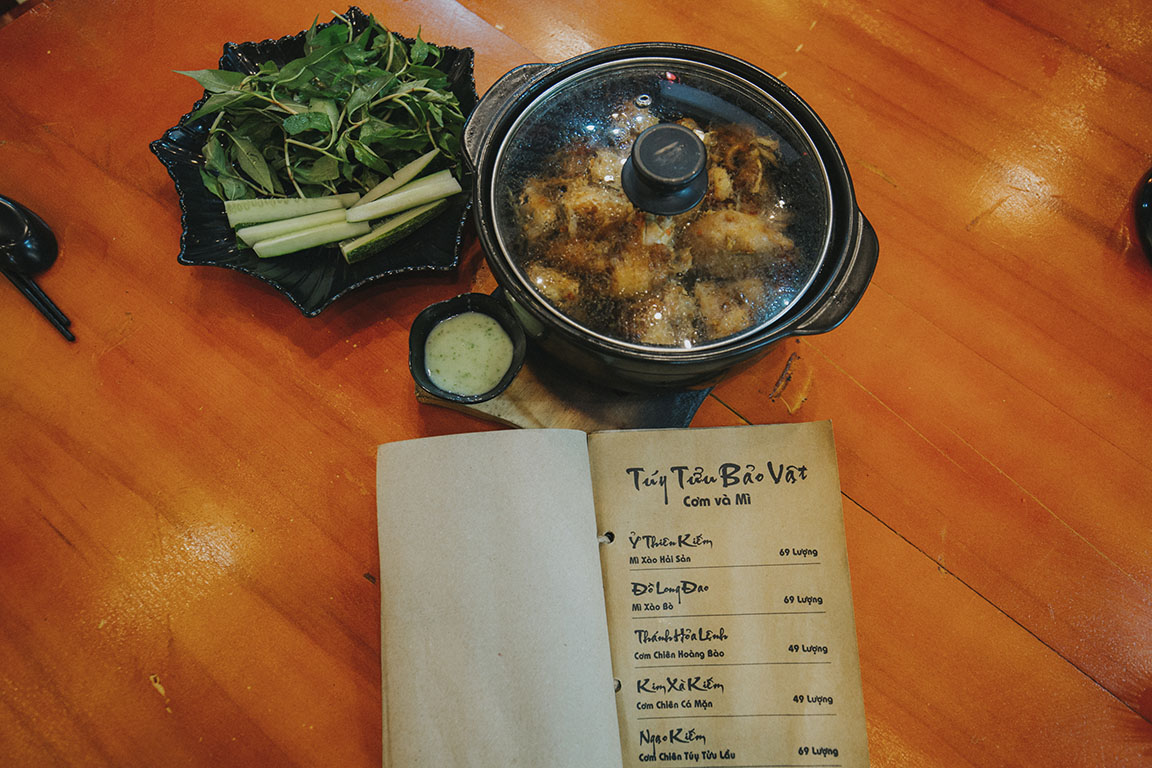 Túy Tửu Bảo Vật
Cơm và Mì
Ỷ Thiên Kiếm
Mì Xào Hải Sản
69 Lượng
Đồ Long Đao
Mì Xào Bò
69 Lượng
Thánh Hỏa Lệnh
Cơm Chiên Hoàng Bào
49 Lượng
Kim Xà Kiếm
Cơm Chiên Cá Mặn
49 Lượng
Ngạo Kiếm
Cơm Chiên Túy Tửu Lầu
69 Lượng